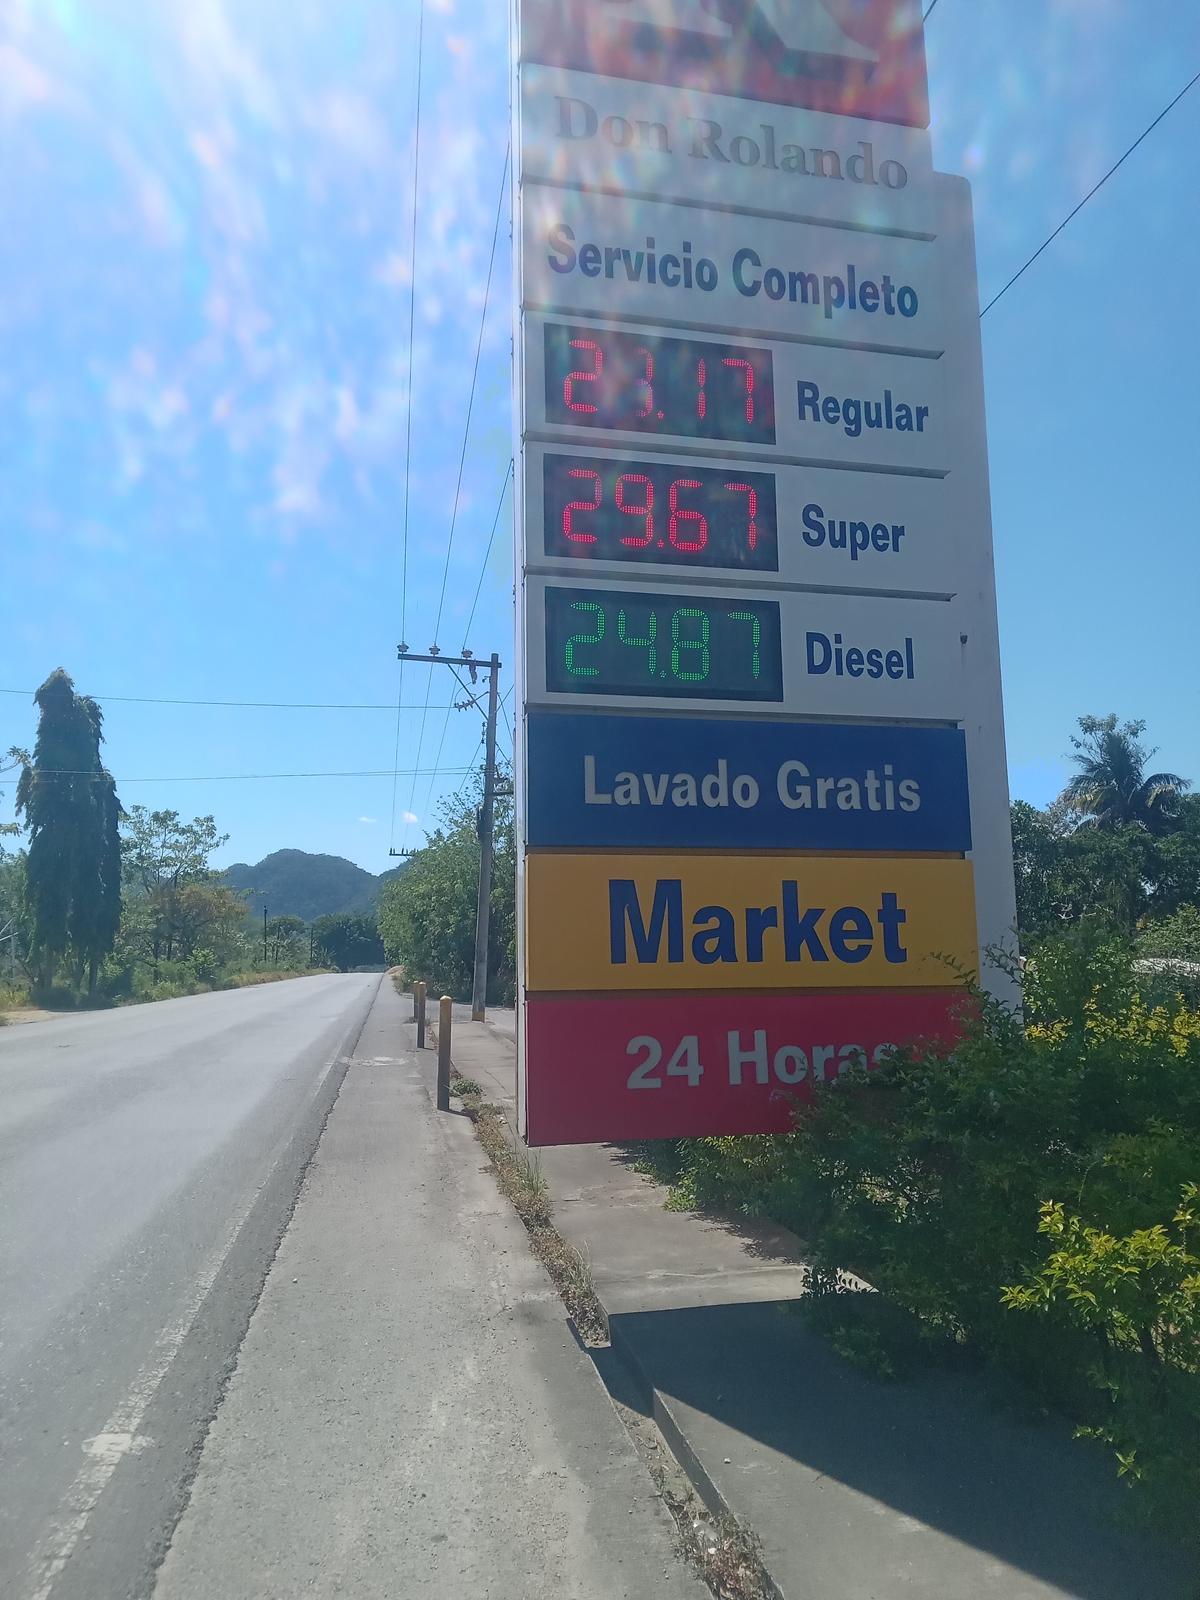 Don Rolando
Servicio Completo
23.17 Regular
29.67 Super
24.87 Diesel
Lavado Gratis
Market
24 Horas